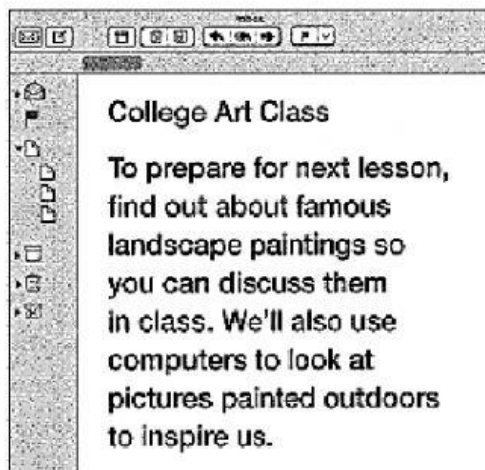 College Art Class
To prepare for next lesson,
find out about famous
landscape paintings so
you can discuss them
in class. We'll also use
computers to look at
pictures painted outdoors
to inspire us.